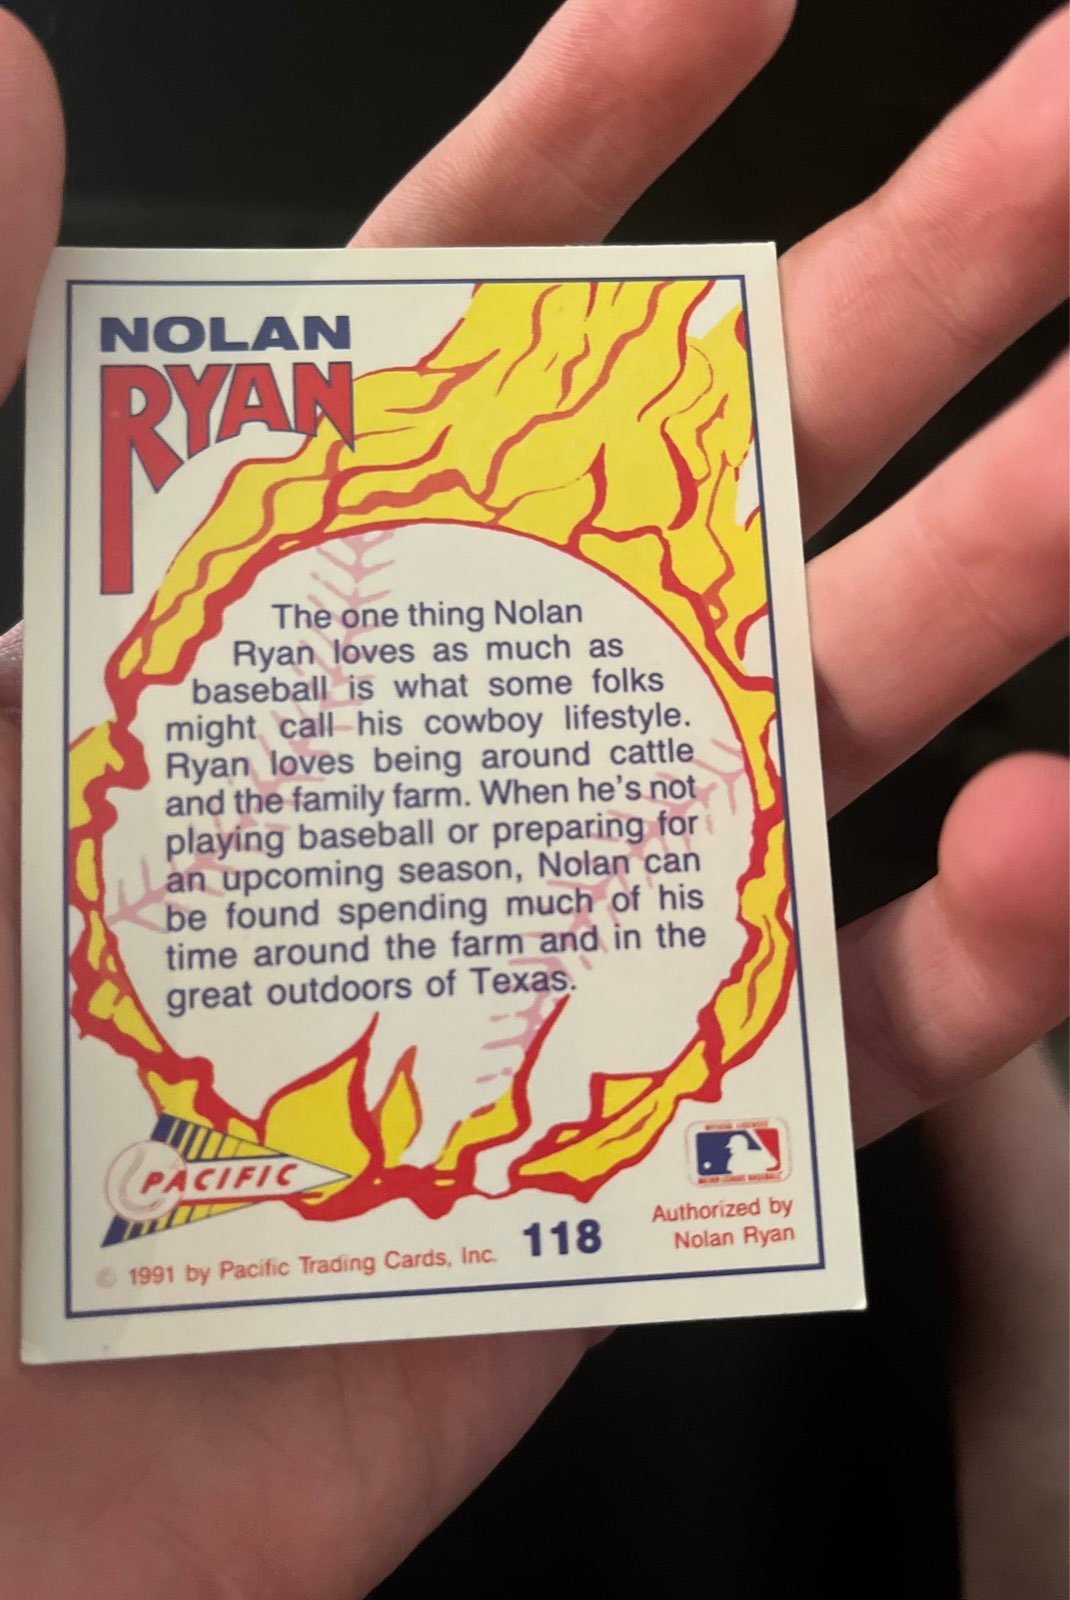 NOLAN
RYAN
The one thing Nolan
Ryan loves as much as
baseball is what some folks
might call his cowboy lifestyle.
Ryan loves being around cattle
and the family farm. When he's not
playing baseball or preparing for
an upcoming season, Nolan can
be found spending much of his
time around the farm and in the
great outdoors of Texas.
PACIFIC
© 1991 by Pacific Trading Cards, Inc.
118
Authorized by
Nolan Ryan